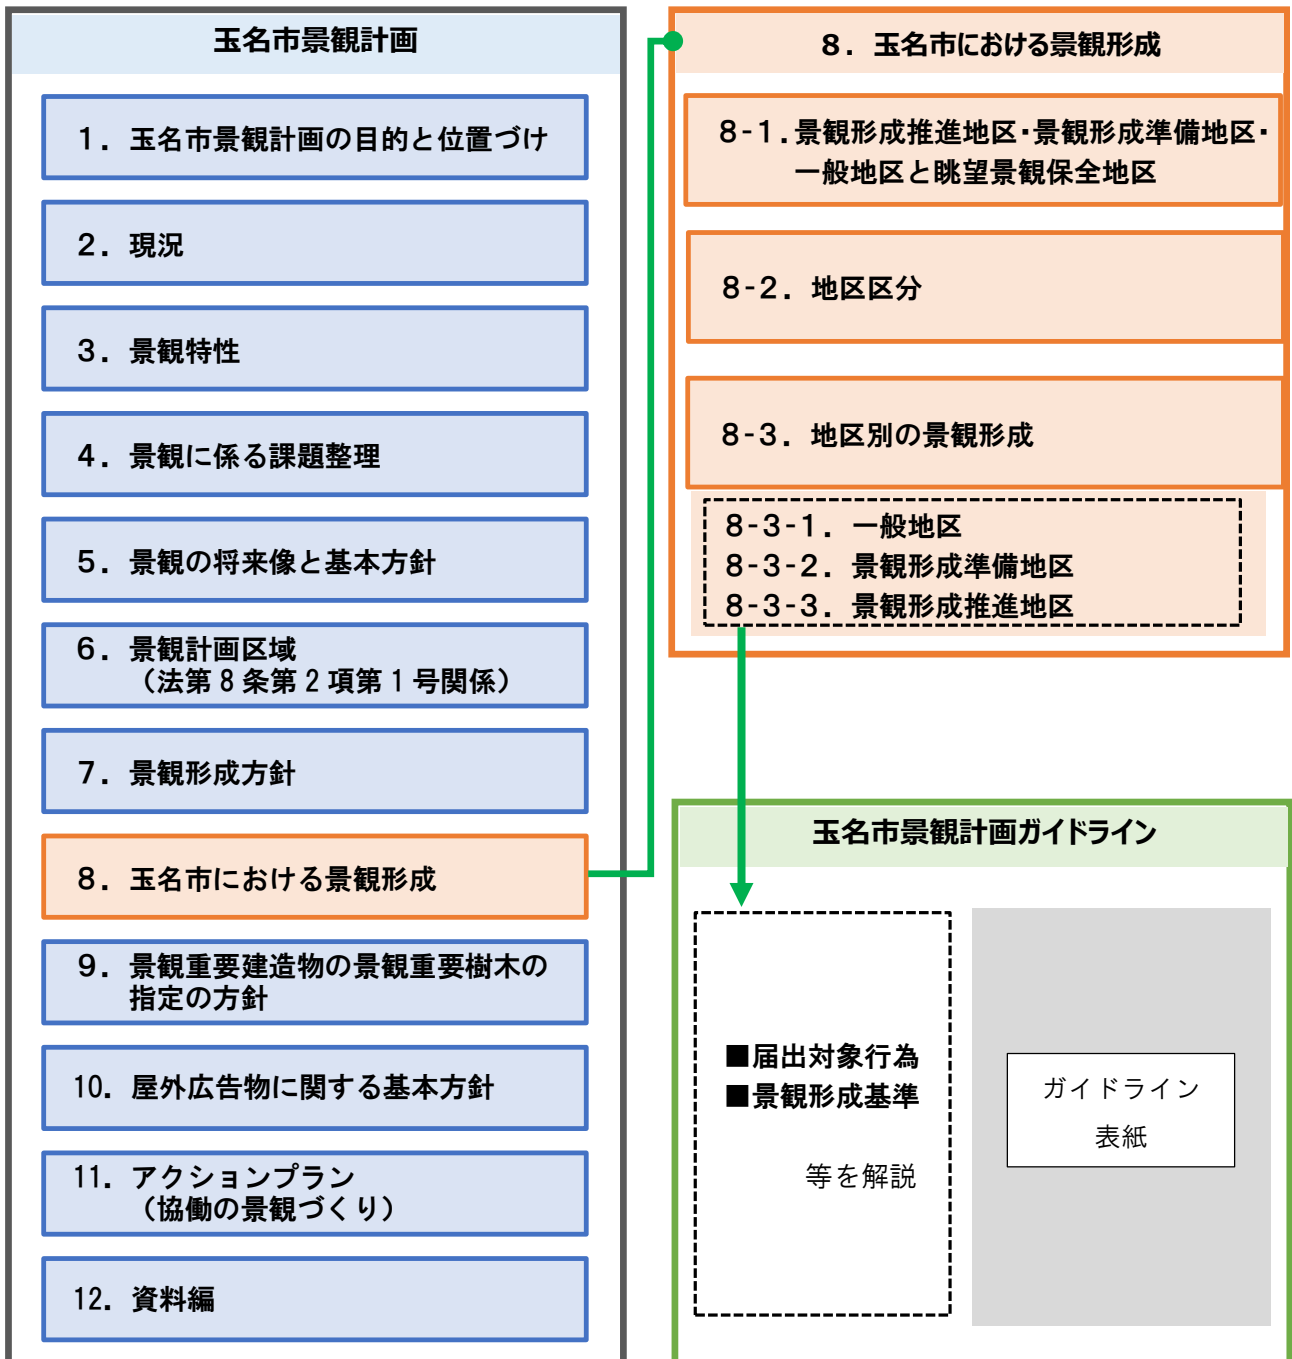 玉名市景観計画
1．玉名市景観計画の目的と位置づけ
2．現況
3．景観特性
4．景観に係る課題整理
5．景観の将来像と基本方針
6．景観計画区域
（法第8条第2項第1号関係）
7．景観形成方針
8．玉名市における景観形成
9．景観重要建造物の景観重要樹木の
指定の方針
10．屋外広告物に関する基本方針
11．アクションプラン
（協働の景観づくり）
12．資料編
8．玉名市における景観形成
8-1．景観形成推進地区・景観形成準備地区・
一般地区と眺望景観保全地区
8-2．地区区分
8-3．地区別の景観形成
8-3-1．一般地区
8-3-2．景観形成準備地区
8-3-3．景観形成推進地区
玉名市景観計画ガイドライン
■届出対象行為
■景観形成基準
等を解説
ガイドライン
表紙